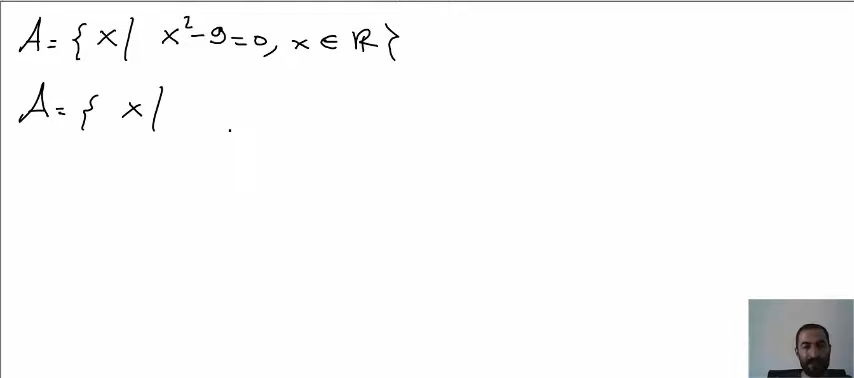 A = { x | x² - 9 = 0, x ∈ ℝ }
A = { x |